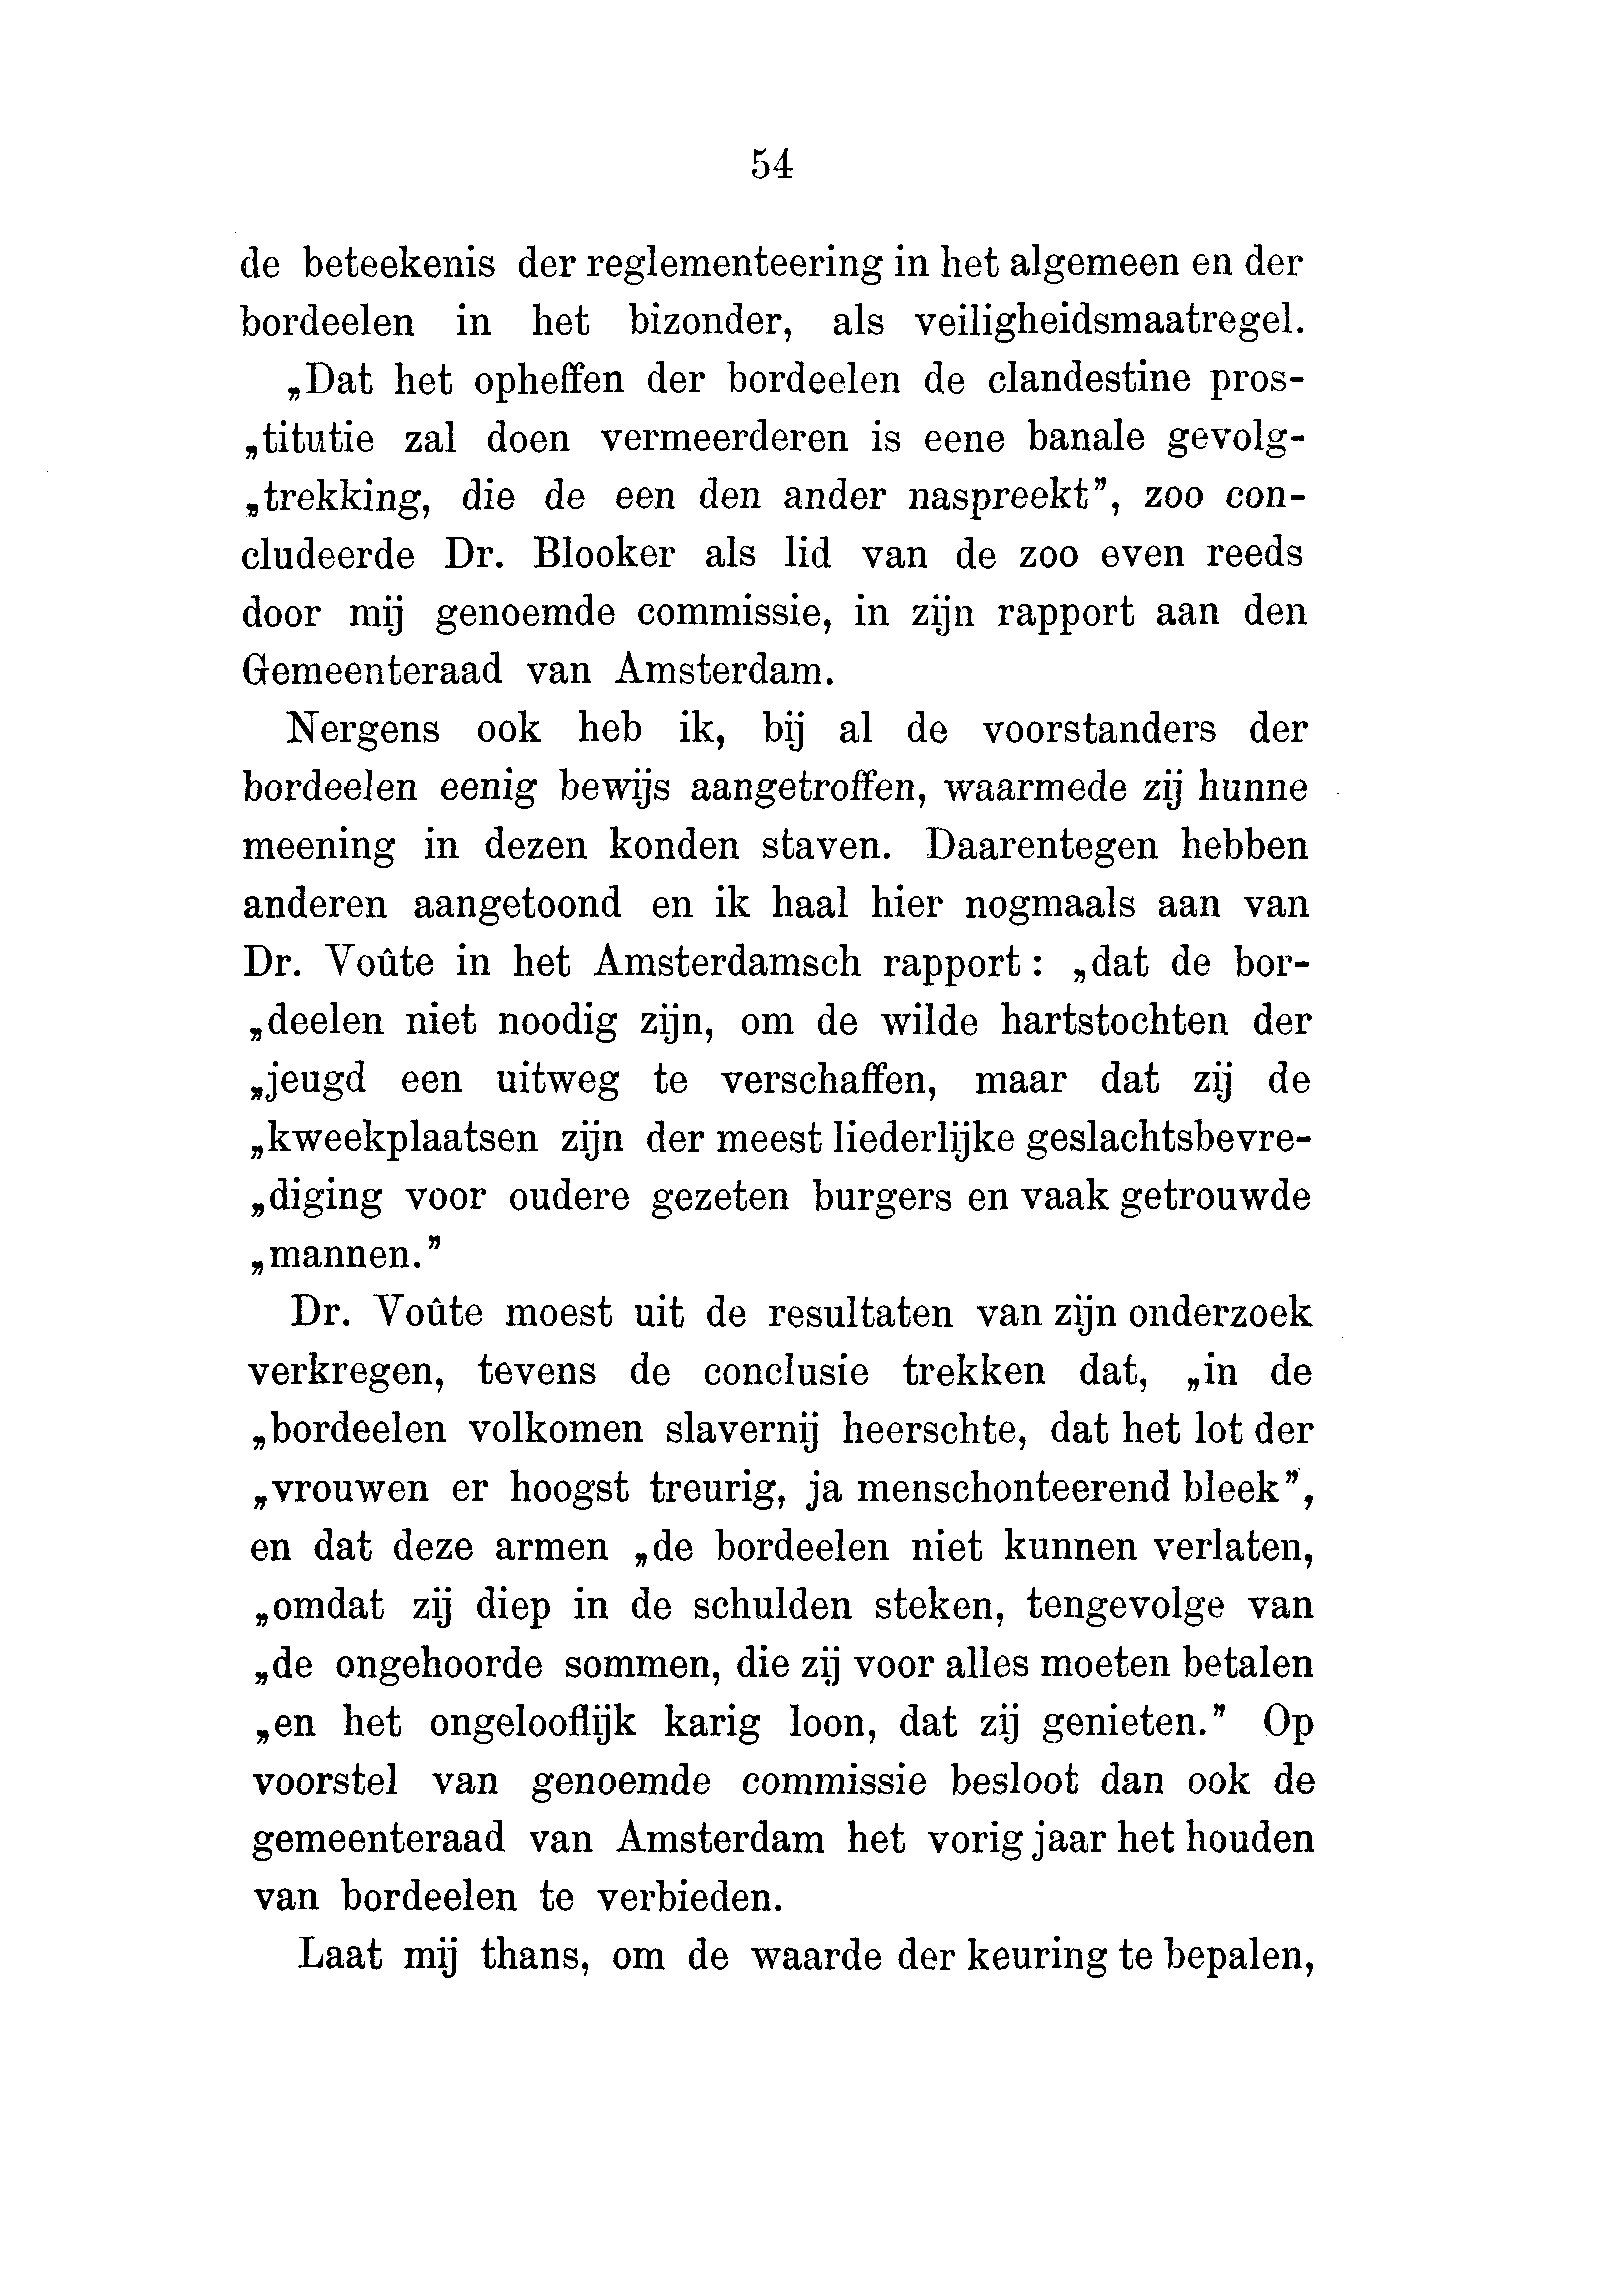 54
de beteekenis der reglementeering in het algemeen en der
bordeelen in het bizonder, als veiligheidsmaatregel.
„Dat het opheffen der bordeelen de clandestine pros-
„titutie zal doen vermeerderen is eene banale gevolg-
„trekking, die de een den ander naspreekt”, zoo con-
cludeerde Dr. Blooker als lid van de zoo even reeds
door mij genoemde commissie, in zijn rapport aan den
Gemeenteraad van Amsterdam.
Nergens ook heb ik, bij al de voorstanders der
bordeelen eenig bewijs aangetroffen, waarmede zij hunne
meening in dezen konden staven. Daarentegen hebben
anderen aangetoond en ik haal hier nogmaals aan van
Dr. Voûte in het Amsterdamsch rapport: „dat de bor-
„deelen niet noodig zijn, om de wilde hartstochten der
„jeugd een uitweg te verschaffen, maar dat zij de
„kweekplaatsen zijn der meest liederlijke geslachtsbevre-
„diging voor oudere gezeten burgers en vaak getrouwde
„mannen.”
Dr. Voûte moest uit de resultaten van zijn onderzoek
verkregen, tevens de conclusie trekken dat, „in de
„bordeelen volkomen slavernij heerschte, dat het lot der
„vrouwen er hoogst treurig, ja menschonteerend bleek”,
en dat deze armen „de bordeelen niet kunnen verlaten,
„omdat zij diep in de schulden steken, tengevolge van
„de ongehoorde sommen, die zij voor alles moeten betalen
„en het ongelooflijk karig loon, dat zij genieten.” Op
voorstel van genoemde commissie besloot dan ook de
gemeenteraad van Amsterdam het vorig jaar het houden
van bordeelen te verbieden.
Laat mij thans, om de waarde der keuring te bepalen,